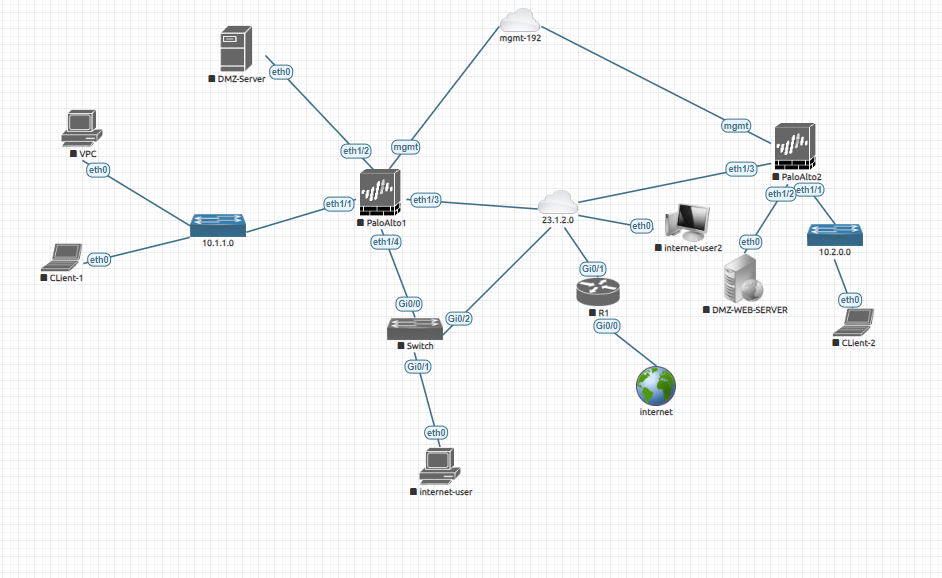 mgmt-192
eth0
DMZ-Server
mgmt
eth1/2
mgmt
VPC
eth0
eth1/3
PaloAlto2
eth1/2
eth1/1
eth1/1
eth1/3
PaloAlto1
23.1.2.0
eth0
10.1.1.0
eth1/4
eth0
internet-user2
10.2.0.0
eth0
CLient-1
Gi0/1
eth0
Gi0/0
Gi0/2
R1
DMZ-WEB-SERVER
Gi0/0
Switch
CLient-2
Gi0/1
internet
eth0
internet-user